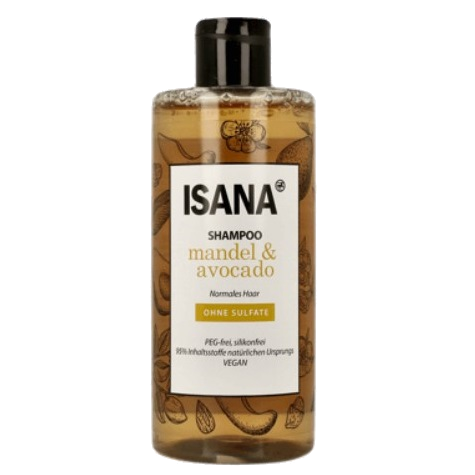 ISANA
SHAMPOO
mandel &
avocado
Normales Haar
OHNE SULFATE
PEG-frei, silikonfrei
95% Inhaltsstoffe natürlichen Ursprungs
VEGAN